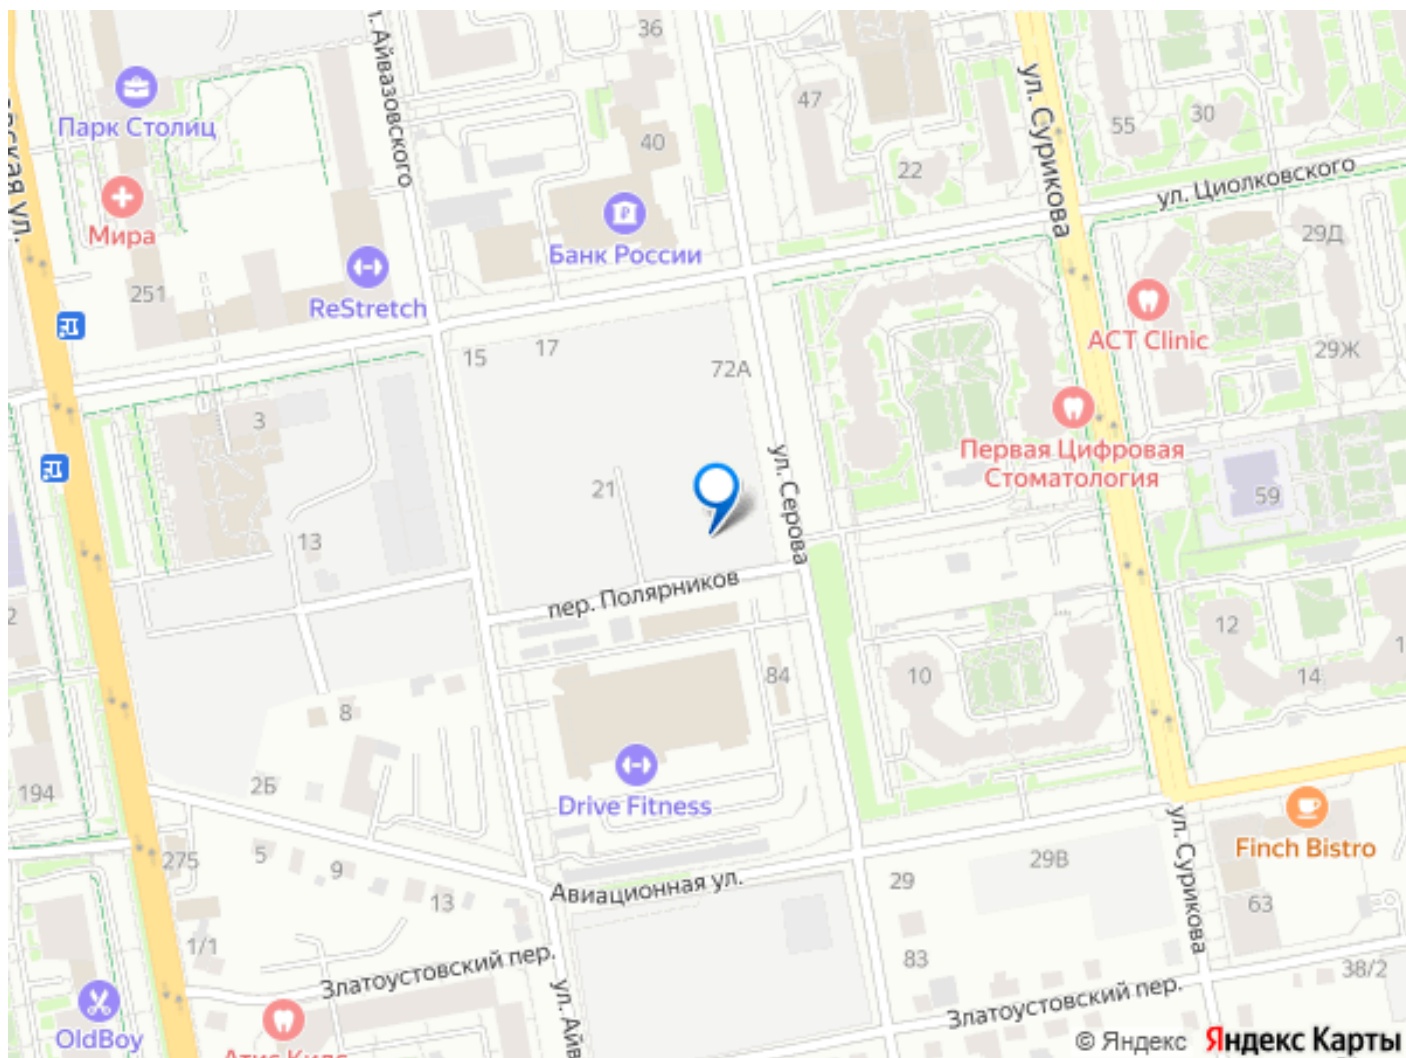 36
ул. Айвазовского
ул. Сурикова
Парк Столиц
47
55
30
40
22
ул. Циолковского
Мира
Банк России
29Д
251
ReStretch
ACT Clinic
15
17
72А
29Ж
3
Первая Цифровая
Стоматология
ул. Серова
21
59
13
пер. Полярников
12
10
84
14
8
2Б
194
Drive Fitness
Finch Bistro
275
5
9
29В
ул. Сурикова
Авиационная ул.
29
13
63
1/1
83
Златоустовский пер.
38/2
Златоустовский пер.
OldBoy
© Яндекс
Яндекс Карты